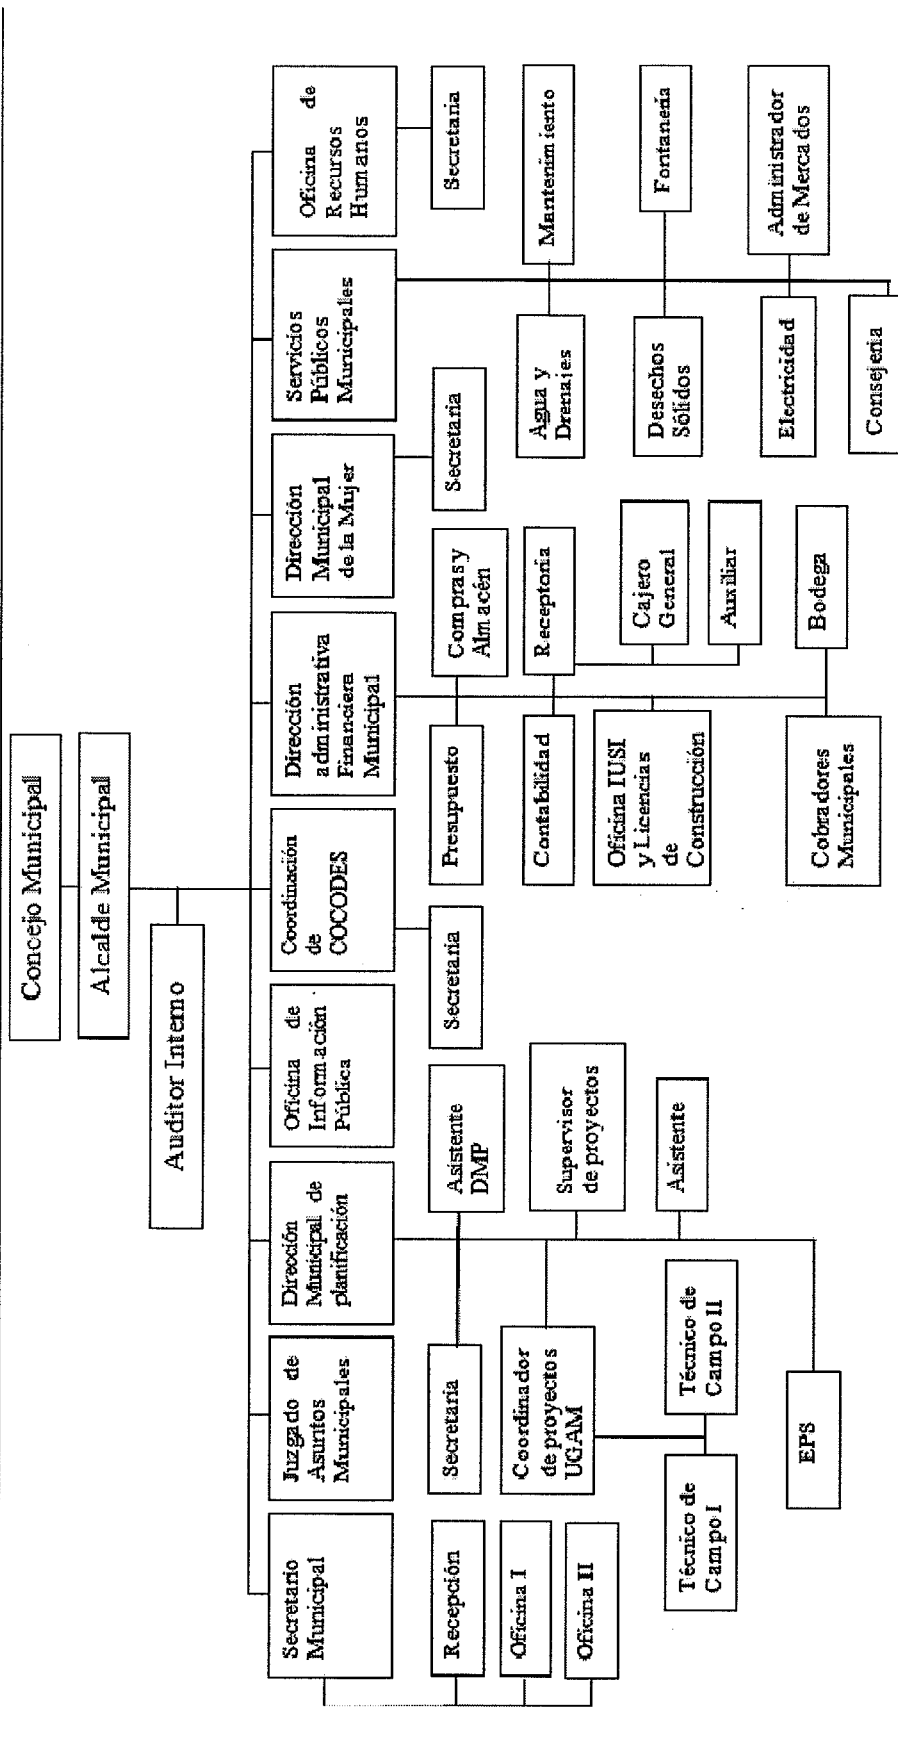 Concejo Municipal
Alcalde Municipal
Auditor Interno
Secretario
Municipal
Juzgado de
Asuntos
Municipales
Dirección
Municipal de
planificación
Oficina de
Información
Pública
Coordinación
de
COCODES
Dirección
administrativa
Financiera
Municipal
Dirección
Municipal
de la Mujer
Servicios
Públicos
Municipales
Oficina de
Recursos
Humanos
Recepción
Oficina I
Oficina II
Secretaria
Asistente
DMP
Coordinador
de proyectos
UGAM
Supervisor
de proyectos
Asistente
Técnico de
Campo I
Técnico de
Campo II
EPS
Secretaria
Presupuesto
Compras y
Almacén
Contabilidad
Receptoria
Oficina IUSI
y Licencias
de
Construcción
Cajero
General
Auxiliar
Cobradores
Municipales
Bodega
Secretaria
Agua y
Drenajes
Mantenimiento
Desechos
Sólidos
Fontanería
Electricidad
Administrador
de Mercados
Consejeria
Secretaria